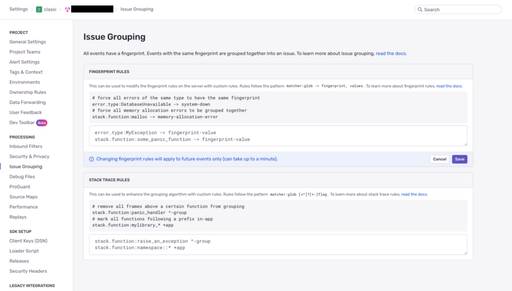 Settings › classi › › Issue Grouping
Search
PROJECT
General Settings
Project Teams
Alert Settings
Tags & Context
Environments
Ownership Rules
Data Forwarding
User Feedback
Dev Toolbar Beta
PROCESSING
Inbound Filters
Security & Privacy
Issue Grouping
Debug Files
ProGuard
Source Maps
Performance
Replays
SDK SETUP
Client Keys (DSN)
Loader Script
Releases
Security Headers
LEGACY INTEGRATIONS
Issue Grouping
All events have a fingerprint. Events with the same fingerprint are grouped together into an issue. To learn more about issue grouping, read the docs.
FINGERPRINT RULES
This can be used to modify the fingerprint rules on the server with custom rules. Rules follow the pattern matcher:glob -> fingerprint, values. To learn more about fingerprint rules, read the docs.
# force all errors of the same type to have the same fingerprint
error.type:DatabaseUnavailable -> system-down
# force all memory allocation errors to be grouped together
stack.function:malloc -> memory-allocation-error
error.type:MyException -> fingerprint-value
stack.function:some_panic_function -> fingerprint-value
Changing fingerprint rules will apply to future events only (can take up to a minute).
Cancel
Save
STACK TRACE RULES
This can be used to enhance the grouping algorithm with custom rules. Rules follow the pattern matcher:glob [v^]?[+-]flag. To learn more about stack trace rules, read the docs.
# remove all frames above a certain function from grouping
stack.function:panic_handler ^-group
# mark all functions following a prefix in-app
stack.function:mylibrary_* +app
stack.function:raise_an_exception ^-group
stack.function:namespace::* +app